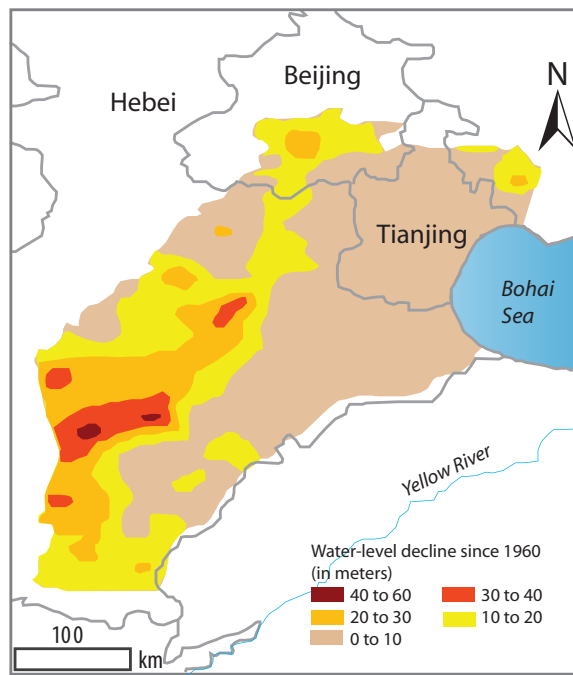 Beijing
N
Hebei
Tianjing
Bohai
Sea
Yellow River
Water-level decline since 1960
(in meters)
40 to 60 30 to 40
20 to 30 10 to 20
0 to 10
100
km